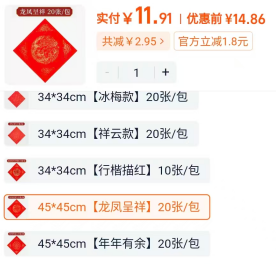 龙凤呈祥 20张/包
实付￥11.91 | 优惠前￥14.86
共减￥2.95 >
官方立减1.8元
- 1 +
34*34cm【冰梅款】20张/包
34*34cm【祥云款】20张/包
34*34cm【行楷描红】10张/包
45*45cm【龙凤呈祥】20张/包
45*45cm【年年有余】20张/包